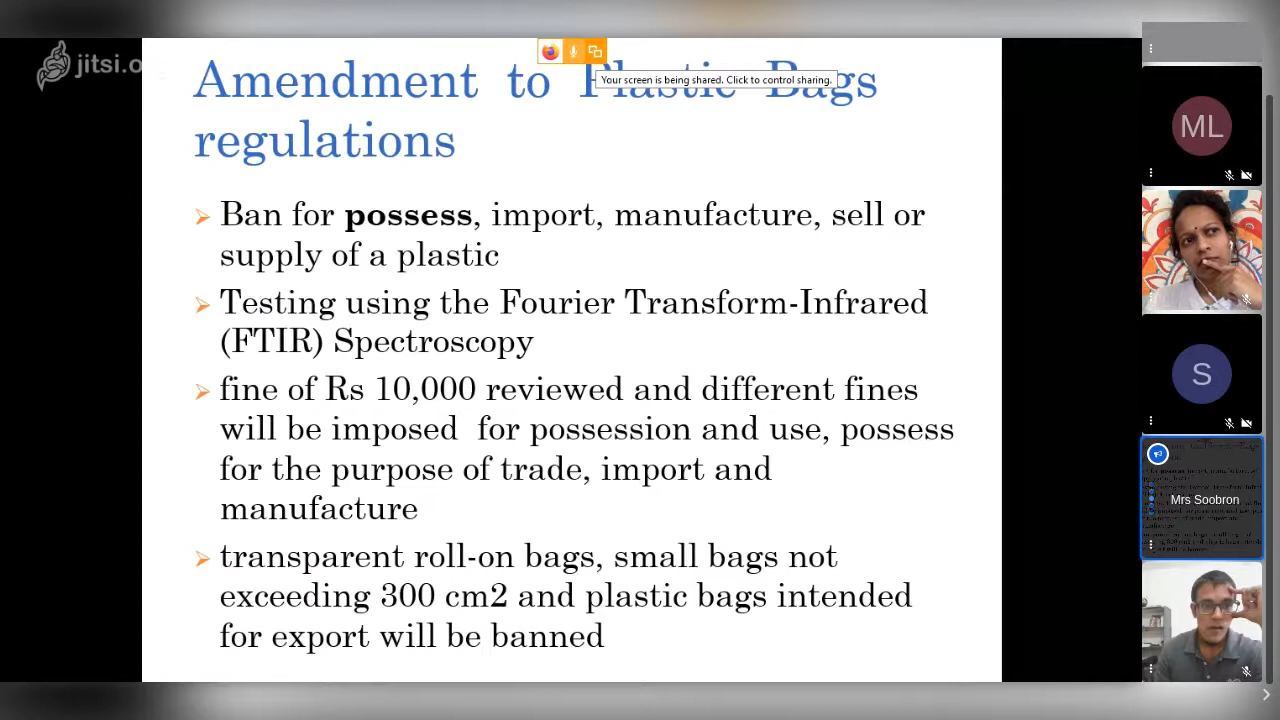 jitsi.o
Your screen is being shared. Click to control sharing.
Amendment to Plastic Bags
regulations
➢ Ban for possess, import, manufacture, sell or
supply of a plastic
➢ Testing using the Fourier Transform-Infrared
(FTIR) Spectroscopy
➢ fine of Rs 10,000 reviewed and different fines
will be imposed for possession and use, possess
for the purpose of trade, import and
manufacture
➢ transparent roll-on bags, small bags not
exceeding 300 cm2 and plastic bags intended
for export will be banned
ML
S
Mrs Soobron